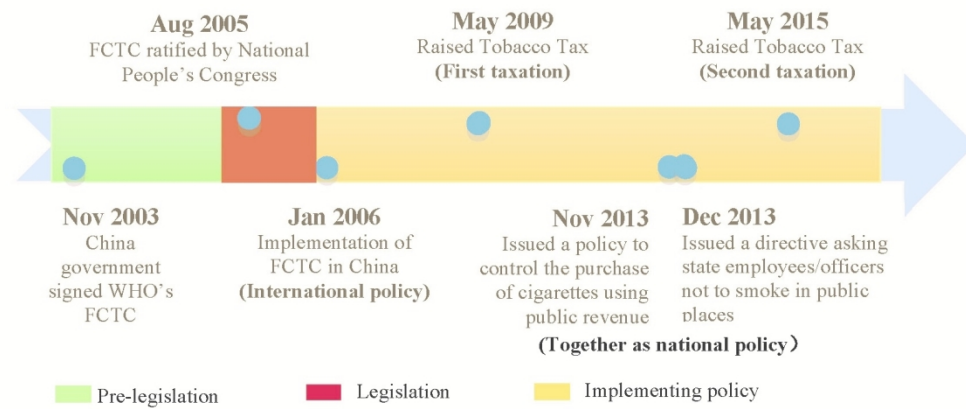 Aug 2005
FCTC ratified by National
People's Congress
May 2009
Raised Tobacco Tax
(First taxation)
May 2015
Raised Tobacco Tax
(Second taxation)
Nov 2003
China
government
signed WHO's
FCTC
Jan 2006
Implementation of
FCTC in China
(International policy)
Nov 2013
Issued a policy to
control the purchase
of cigarettes using
public revenue
Dec 2013
Issued a directive asking
state employees/officers
not to smoke in public
places
(Together as national policy）
Pre-legislation
Legislation
Implementing policy